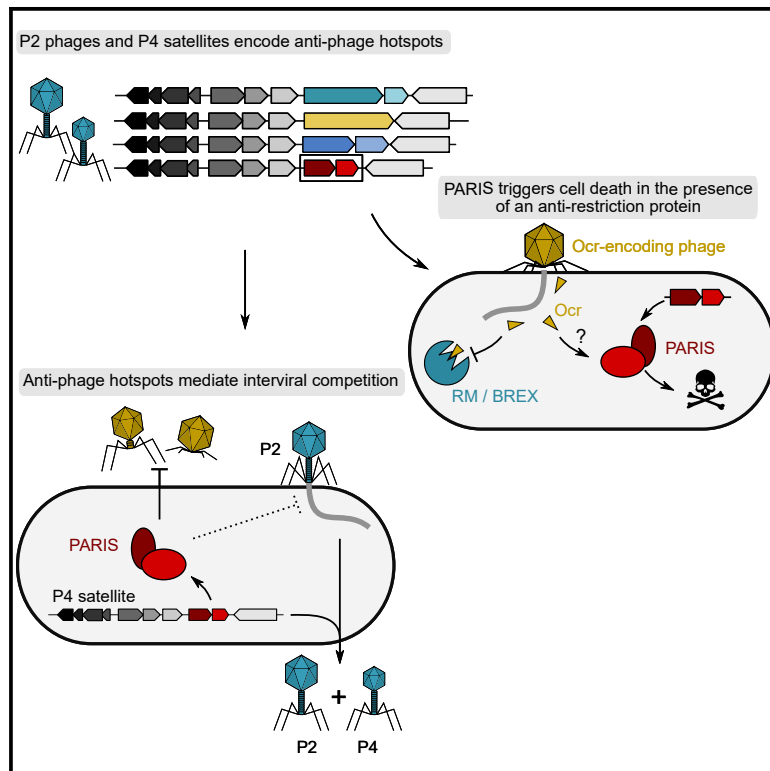 P2 phages and P4 satellites encode anti-phage hotspots
PARIS triggers cell death in the presence
of an anti-restriction protein
Ocr-encoding phage
Ocr
?
PARIS
RM / BREX
Anti-phage hotspots mediate interviral competition
P2
PARIS
P4 satellite
+
P2
P4